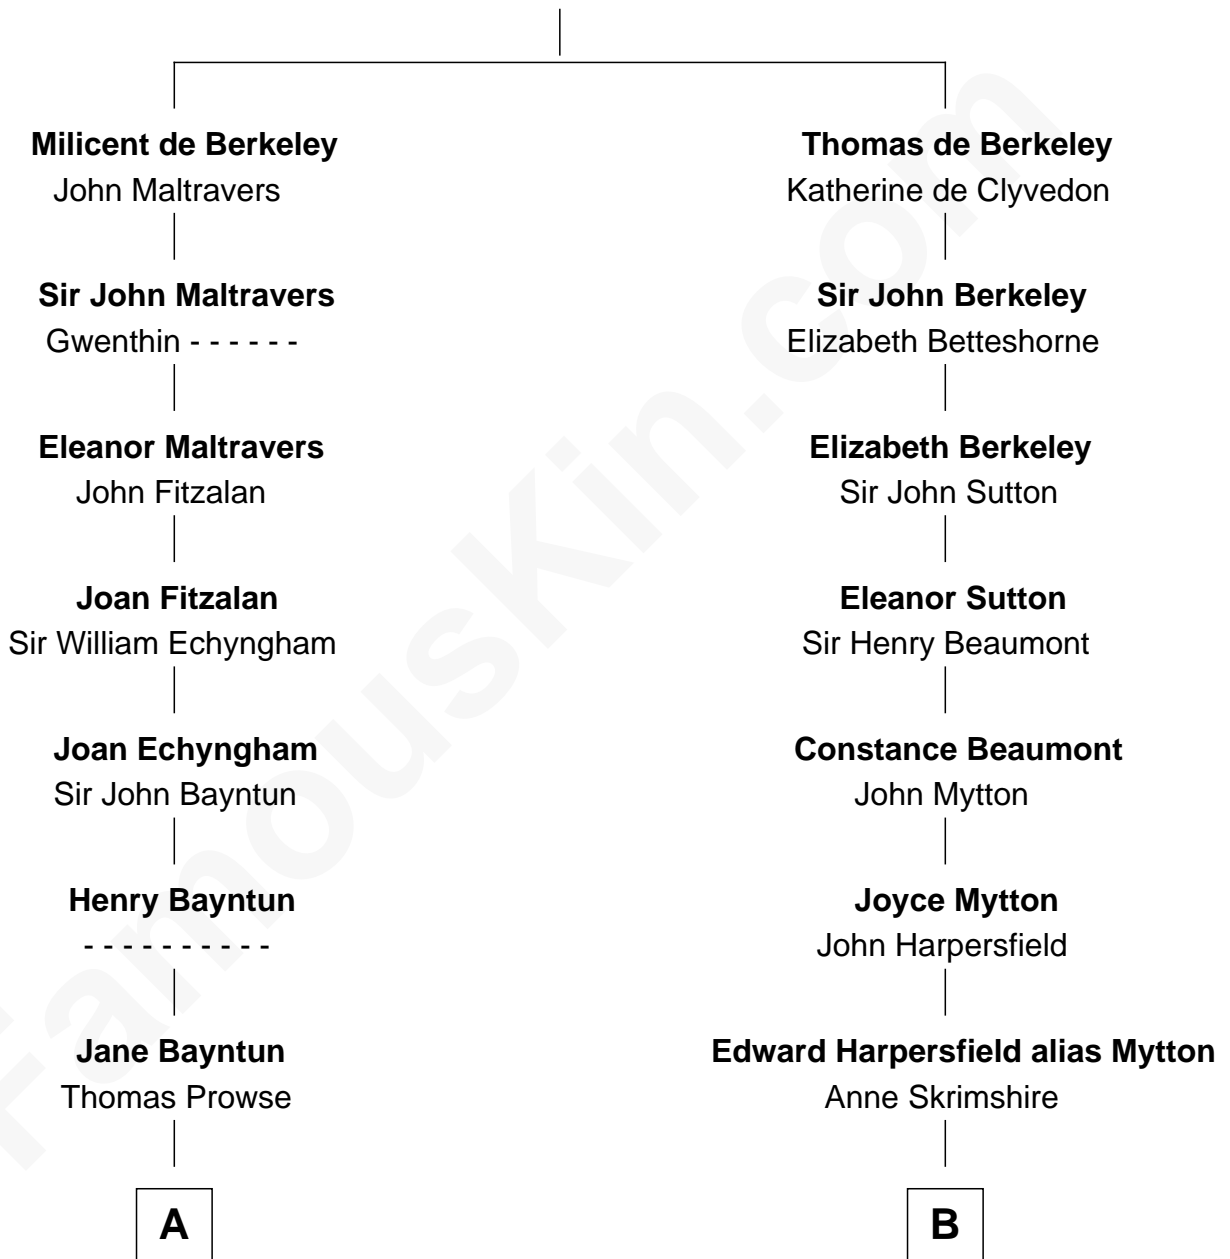 Milicent de Berkeley
John Maltravers
Sir John Maltravers
Gwenthin - - - - - -
Eleanor Maltravers
John Fitzalan
Joan Fitzalan
Sir William Echyngham
Joan Echyngham
Sir John Bayntun
Henry Bayntun
- - - - - - - - - -
Jane Bayntun
Thomas Prowse
A
Thomas de Berkeley
Katherine de Clyvedon
Sir John Berkeley
Elizabeth Betteshorne
Elizabeth Berkeley
Sir John Sutton
Eleanor Sutton
Sir Henry Beaumont
Constance Beaumont
John Mytton
Joyce Mytton
John Harpersfield
Edward Harpersfield alias Mytton
Anne Skrimshire
B
FamousKin.com